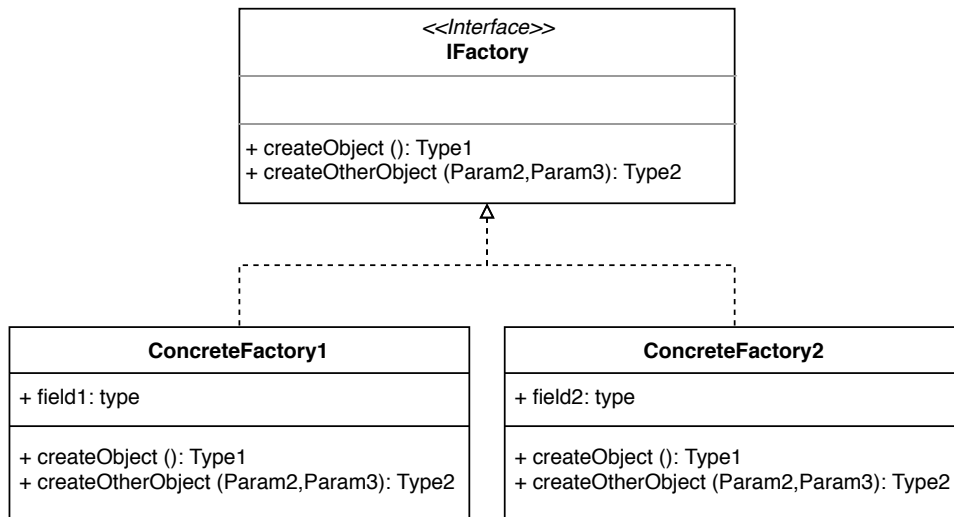 <<Interface>>
IFactory
+ createObject (): Type1
+ createOtherObject (Param2,Param3): Type2
ConcreteFactory1
+ field1: type
+ createObject (): Type1
+ createOtherObject (Param2,Param3): Type2
ConcreteFactory2
+ field2: type
+ createObject (): Type1
+ createOtherObject (Param2,Param3): Type2